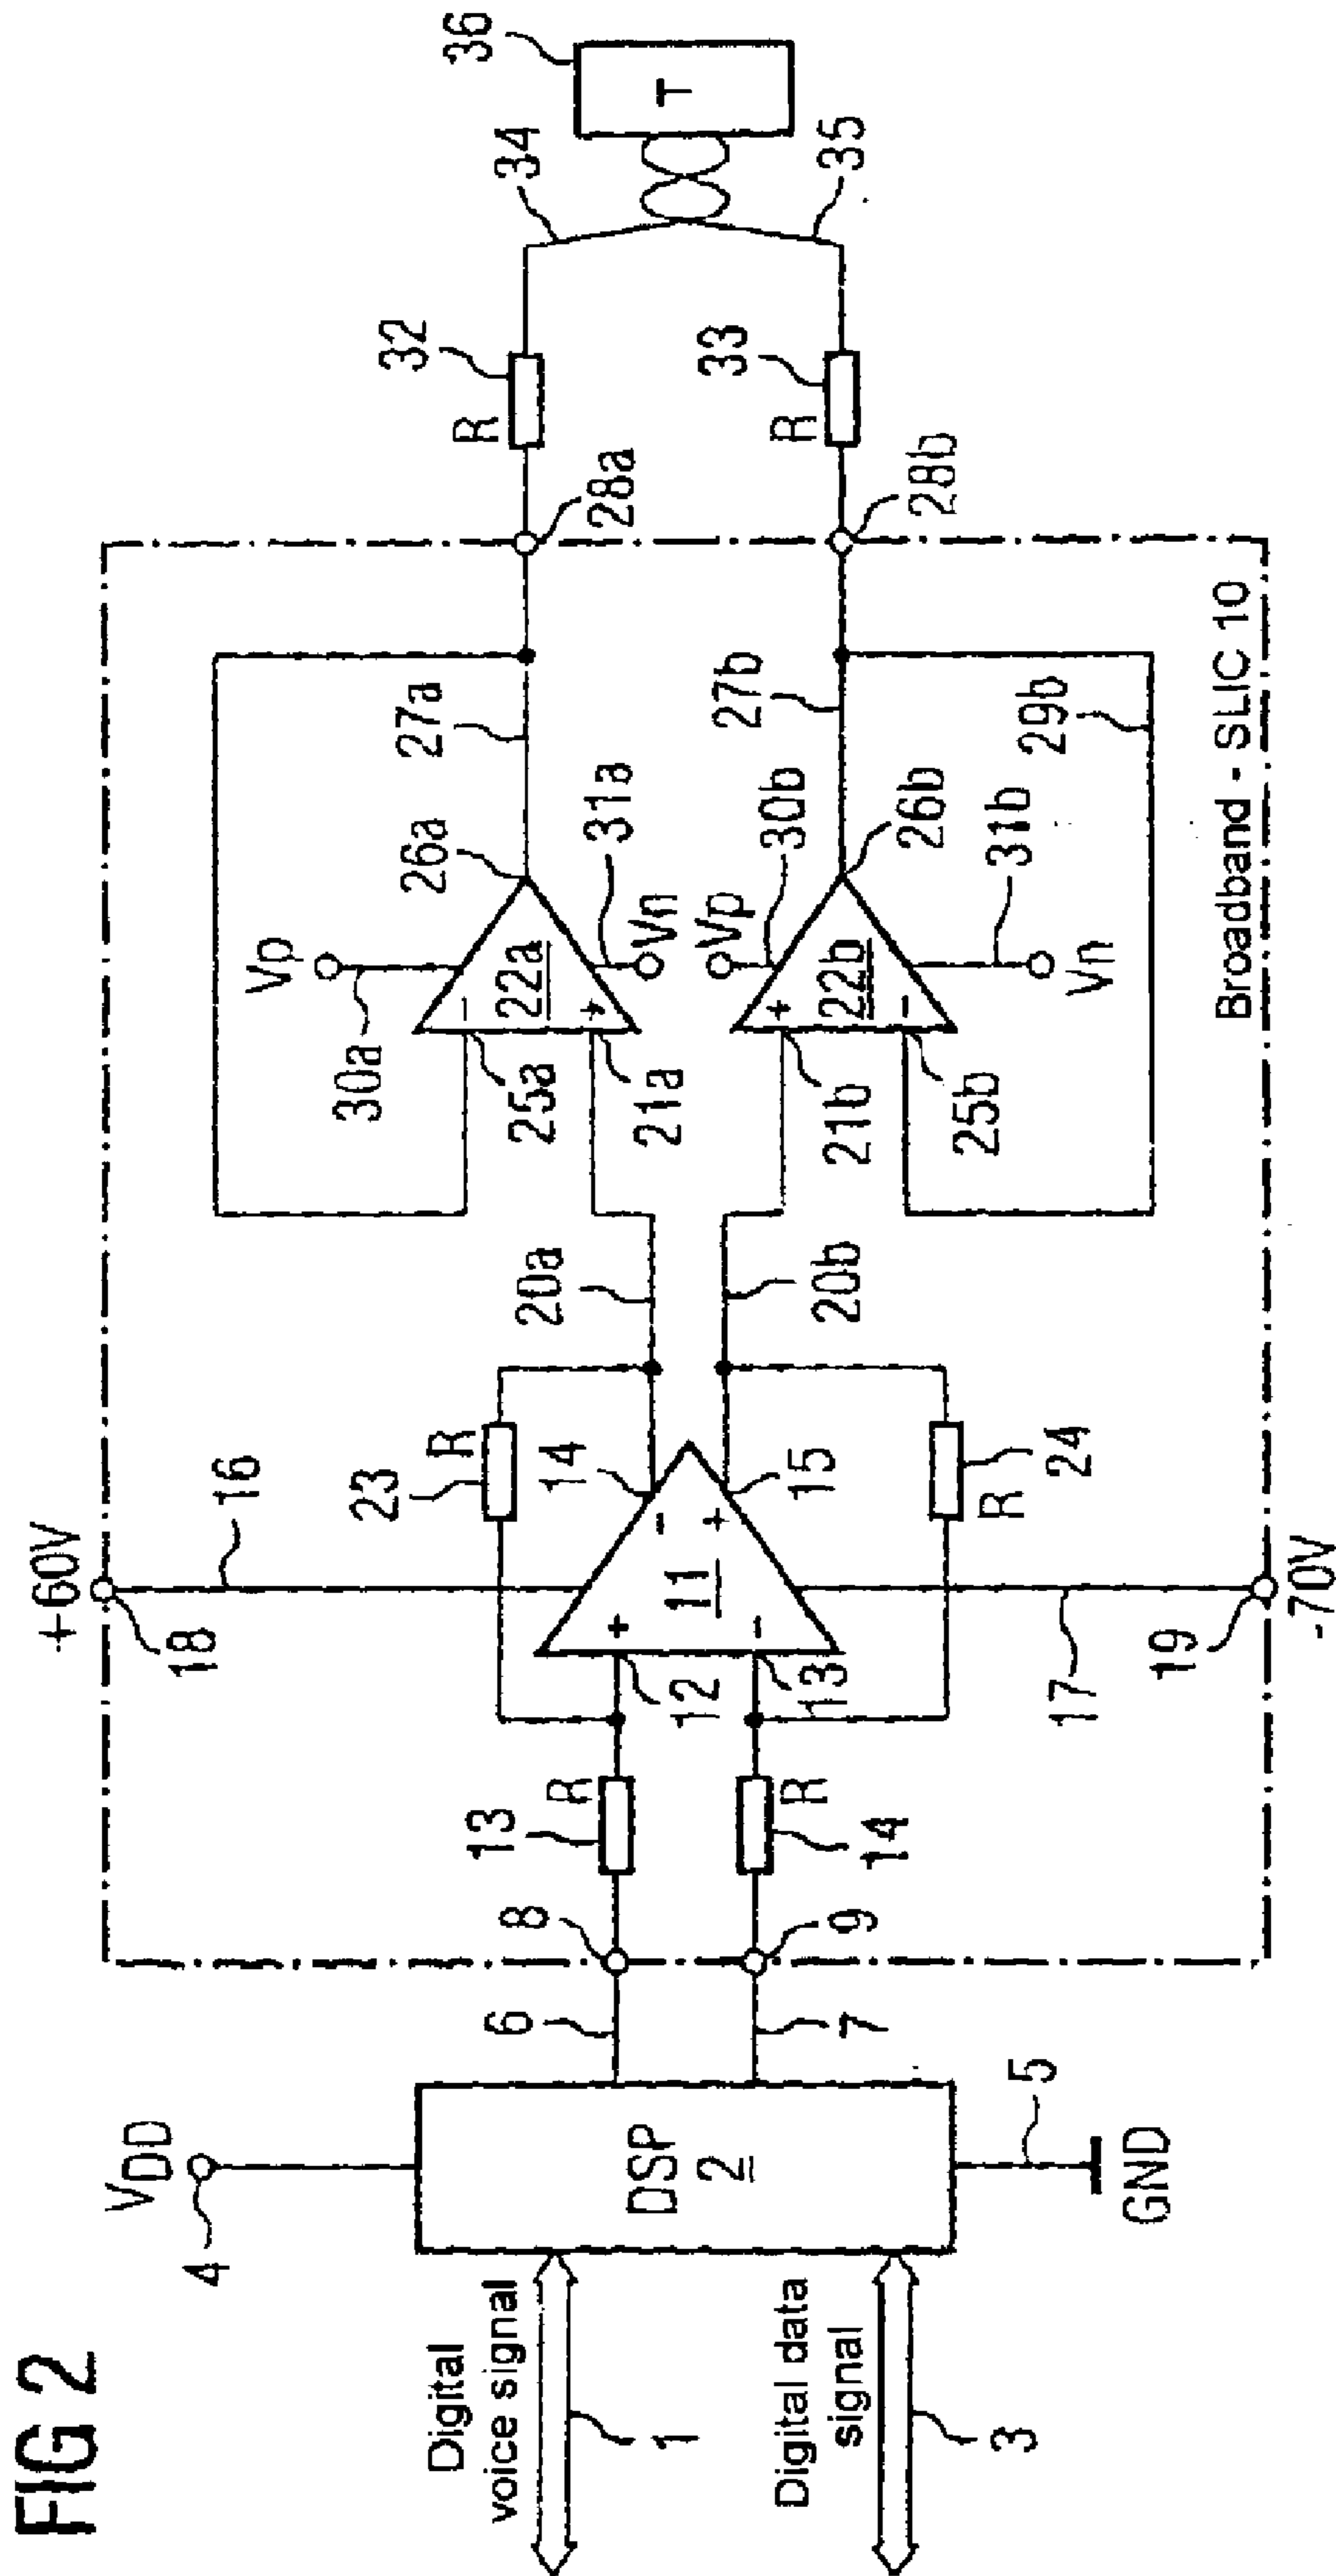 FIG 2
Digital
voice signal
1
Digital data
signal
3
4
VDD
DSP
2
5
GND
6
7
8
9
13
R
14
R
+60V
18
16
12
13
11
+
-
-
+
14
15
23
R
24
R
17
19
-70V
20a
20b
30a
Vp
25a
21a
-
+
22a
26a
31a
Vn
27a
Vp
30b
21b
25b
+
-
22b
26b
31b
Vn
27b
29b
Broadband - SLIC 10
28a
28b
R
32
R
33
34
35
T
36